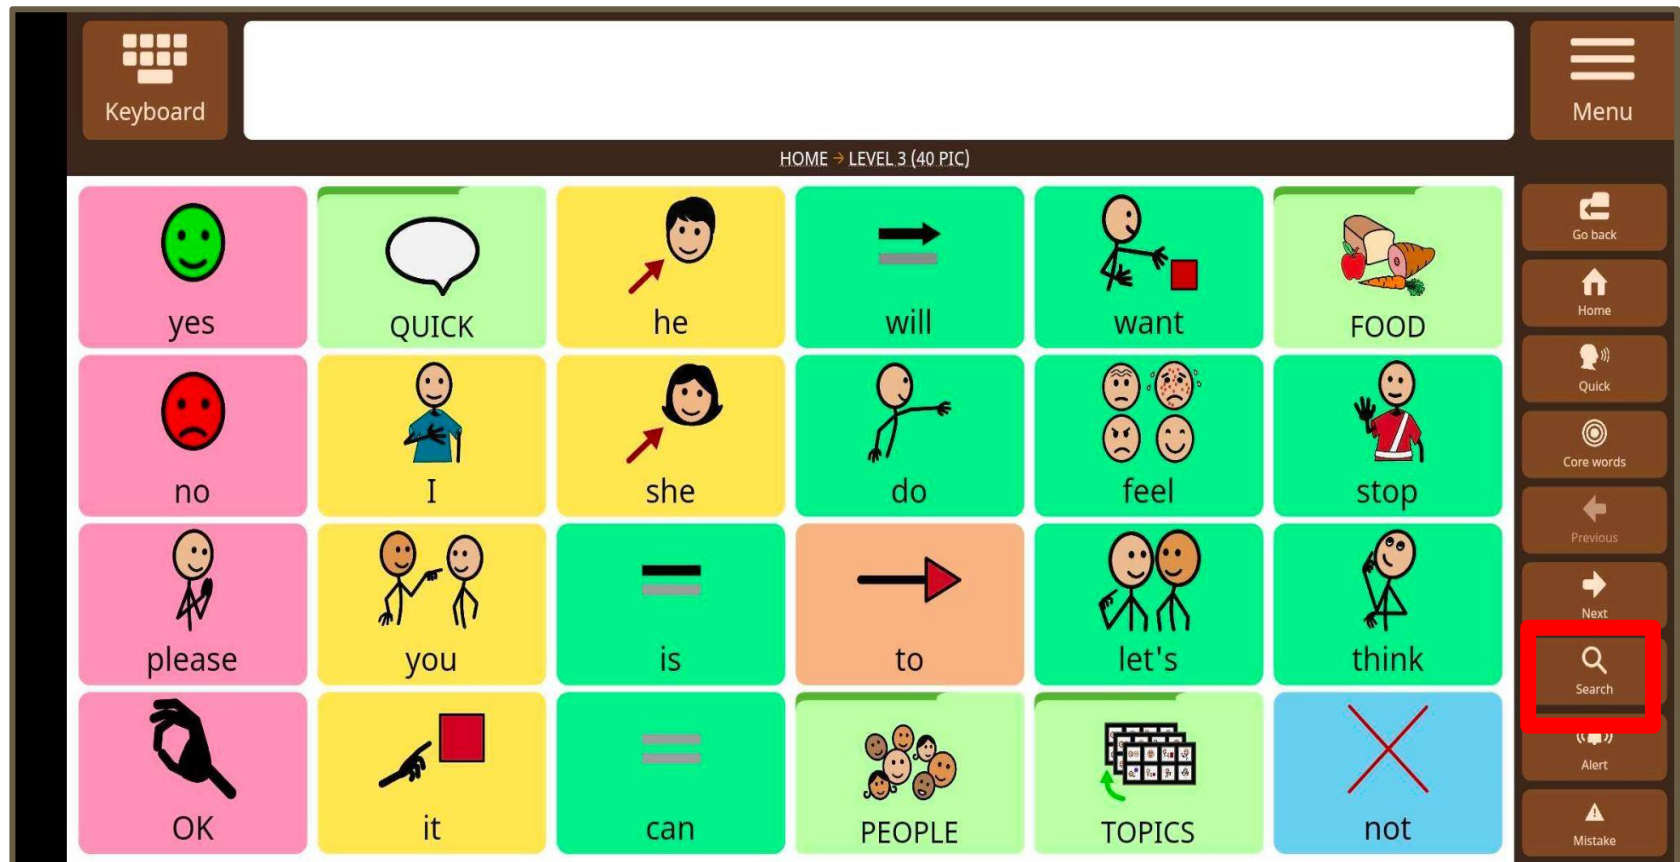 Keyboard
Menu
HOME → LEVEL 3 (40 PIC)
yes
QUICK
he
will
want
FOOD
Go back
Home
no
I
she
do
feel
stop
Quick
Core words
please
you
is
to
let's
think
Previous
Next
Search
OK
it
can
PEOPLE
TOPICS
not
Alert
Mistake